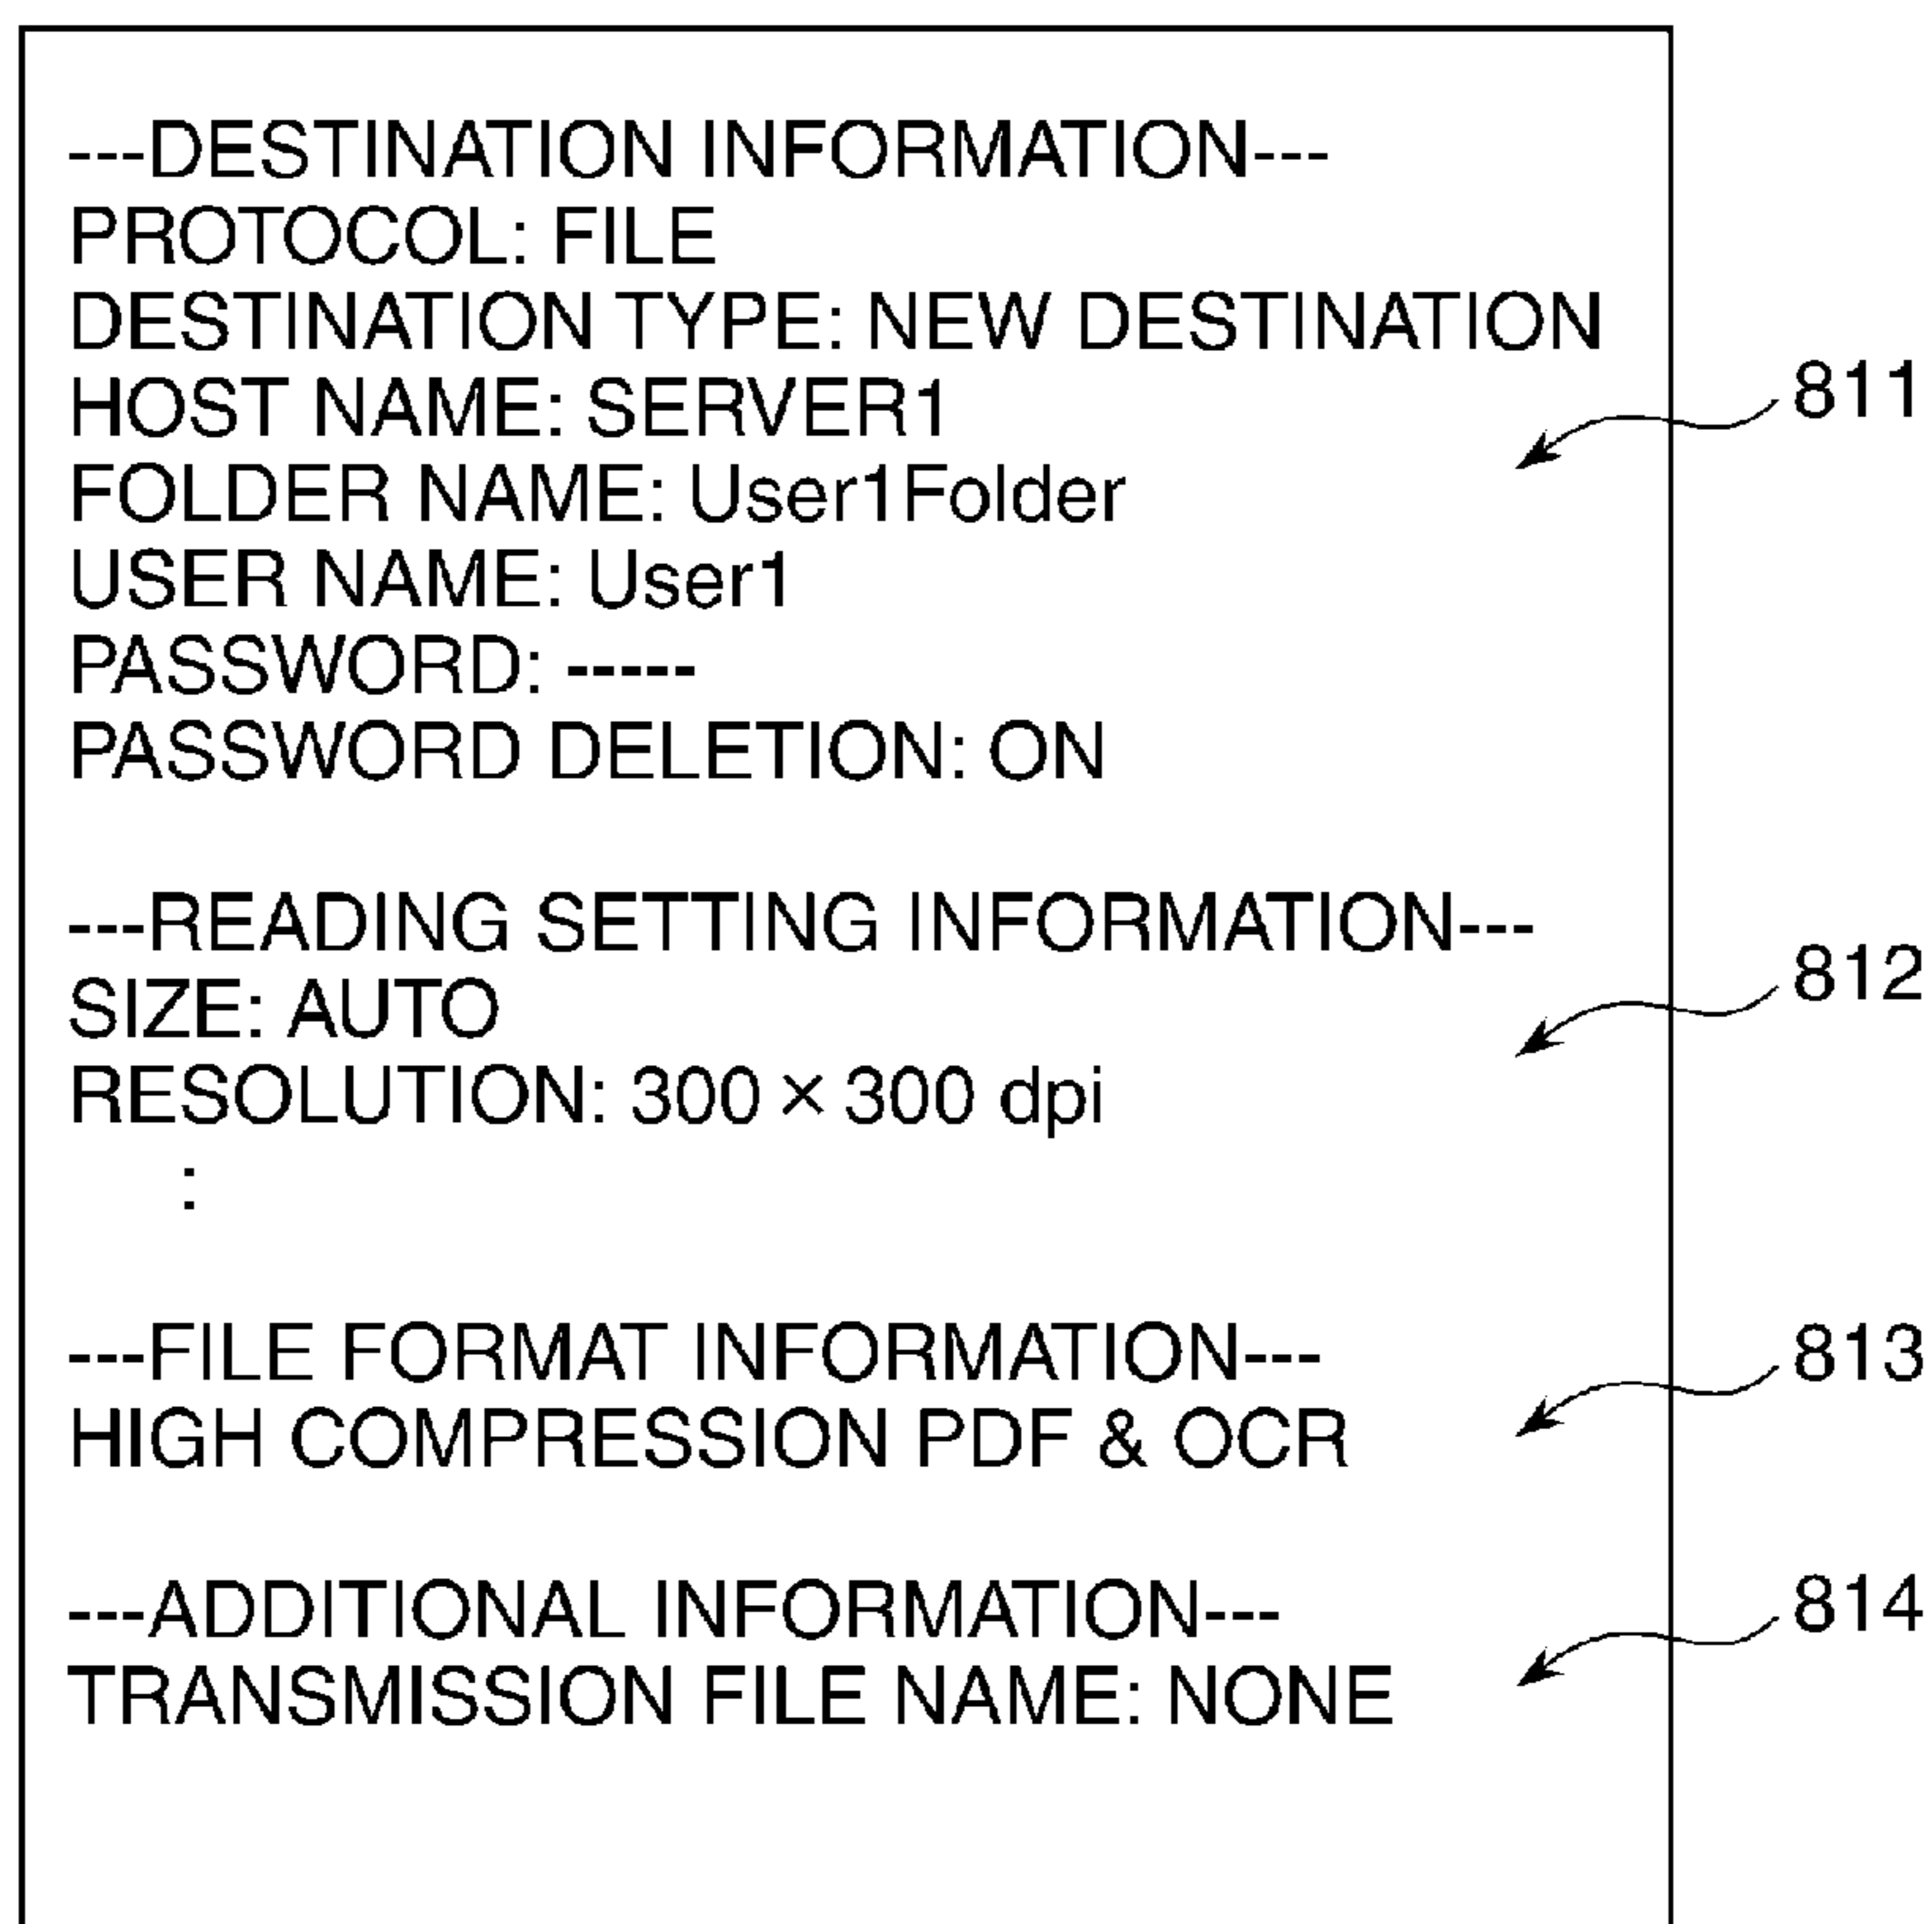 ---DESTINATION INFORMATION---
PROTOCOL: FILE
DESTINATION TYPE: NEW DESTINATION
HOST NAME: SERVER1
811
FOLDER NAME: User1Folder
USER NAME: User1
PASSWORD: -----
PASSWORD DELETION: ON
---READING SETTING INFORMATION---
812
SIZE: AUTO
RESOLUTION: 300 × 300 dpi
:
---FILE FORMAT INFORMATION---
813
HIGH COMPRESSION PDF & OCR
---ADDITIONAL INFORMATION---
814
TRANSMISSION FILE NAME: NONE